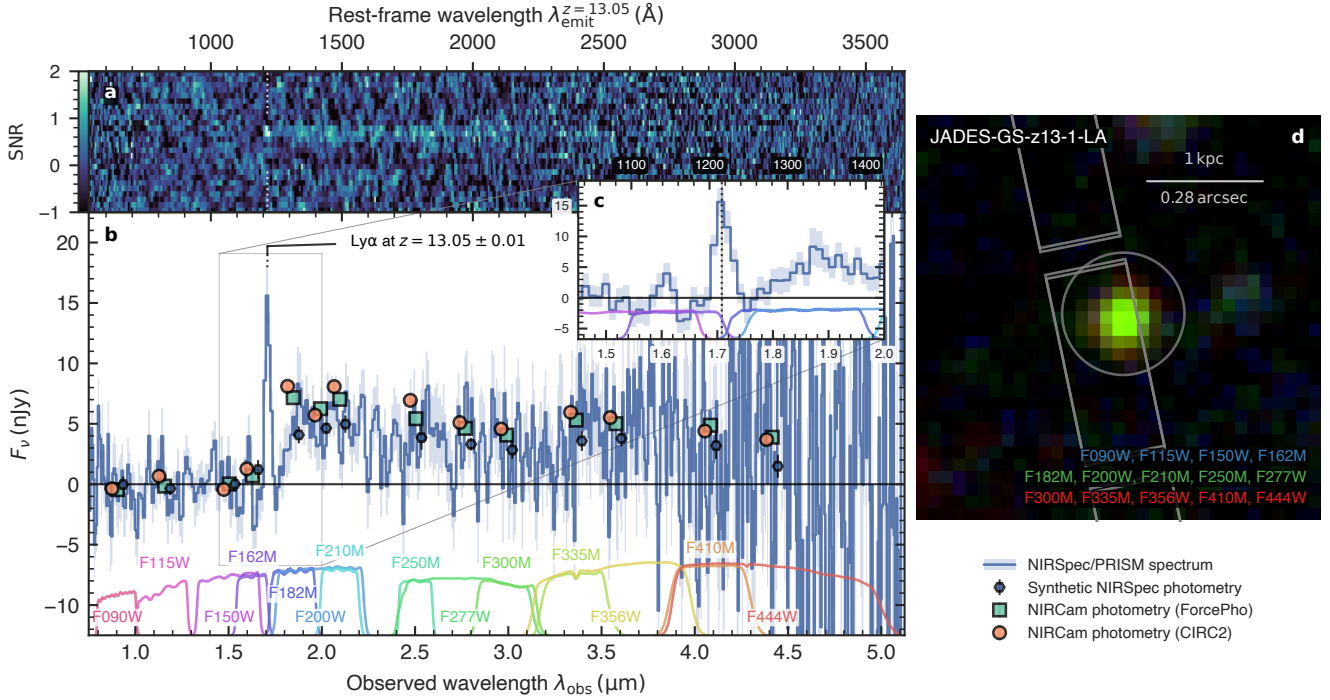 Rest-frame wavelength λ_emit^{z = 13.05} (Å)
1000 1500 2000 2500 3000 3500
a
2
1
0
−1
SNR
1100 1200 1300 1400
c
15
10
5
0
−5
1.5 1.6 1.7 1.8 1.9 2.0
b
Lyα at z = 13.05 ± 0.01
20
15
10
5
0
−5
−10
F_ν (nJy)
F090W
F115W
F150W
F162M
F182M
F200W
F210M
F250M
F277W
F300M
F335M
F356W
F410M
F444W
1.0 1.5 2.0 2.5 3.0 3.5 4.0 4.5 5.0
Observed wavelength λ_obs (μm)
JADES-GS-z13-1-LA d
1 kpc
0.28 arcsec
F090W, F115W, F150W, F162M
F182M, F200W, F210M, F250M, F277W
F300M, F335M, F356W, F410M, F444W
NIRSpec/PRISM spectrum
Synthetic NIRSpec photometry
NIRCam photometry (ForcePho)
NIRCam photometry (CIRC2)